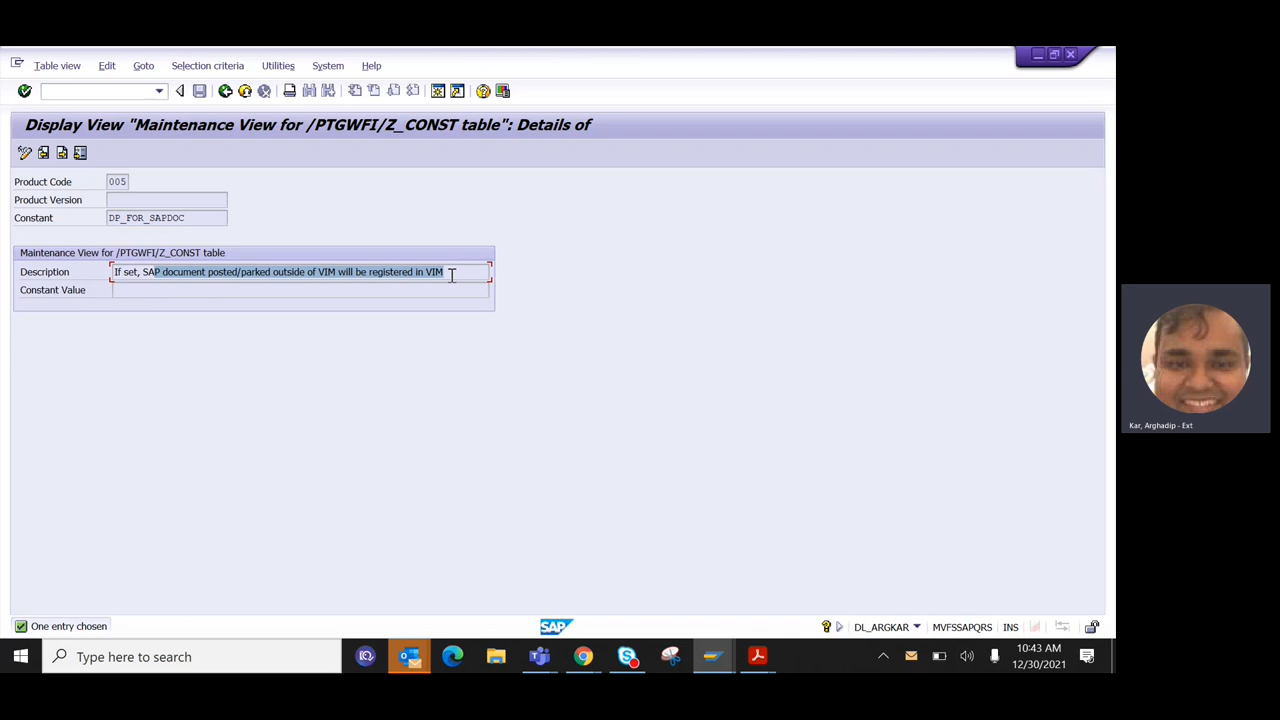 Table view Edit Goto Selection criteria Utilities System Help
Display View "Maintenance View for /PTGWFI/Z_CONST table": Details of
Product Code 005
Product Version
Constant DP_FOR_SAPDOC
Maintenance View for /PTGWFI/Z_CONST table
Description If set, SAP document posted/parked outside of VIM will be registered in VIM
Constant Value
Kar, Arghadip - Ext
One entry chosen SAP DL_ARGKAR MVFSSAPQRS INS
Type here to search
10:43 AM
12/30/2021